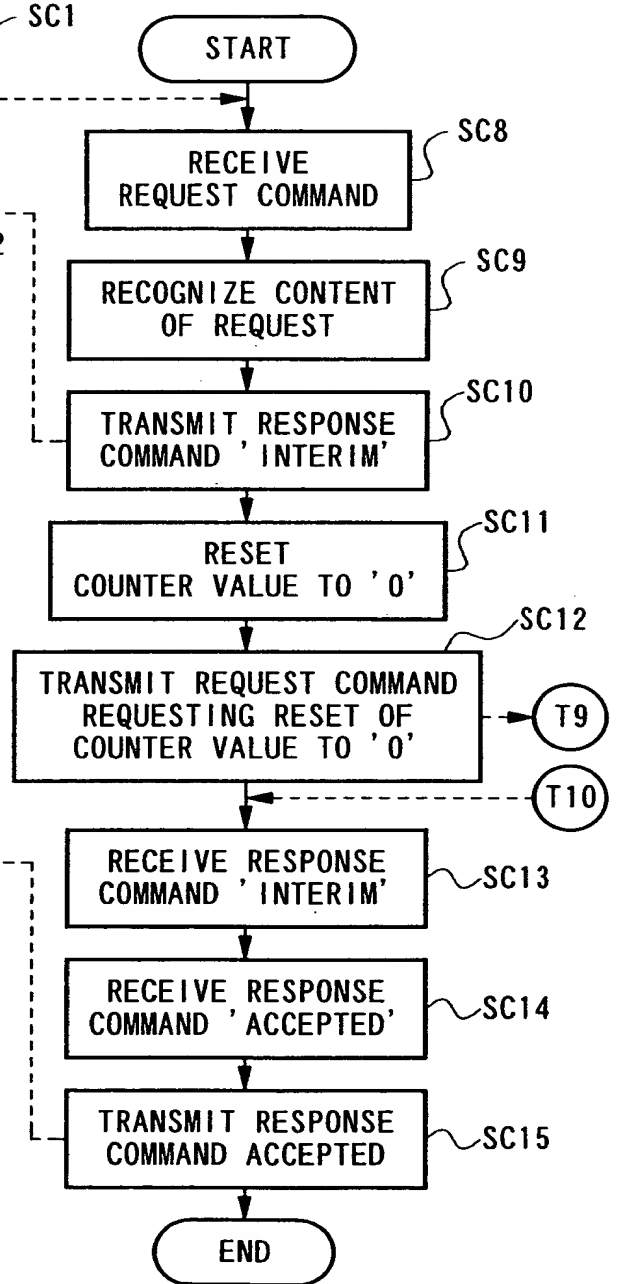 SC1
START
SC8
RECEIVE
REQUEST COMMAND
SC9
RECOGNIZE CONTENT
OF REQUEST
SC10
TRANSMIT RESPONSE
COMMAND 'INTERIM'
SC11
RESET
COUNTER VALUE TO '0'
SC12
TRANSMIT REQUEST COMMAND
REQUESTING RESET OF
COUNTER VALUE TO '0'
T9
T10
RECEIVE RESPONSE
COMMAND 'INTERIM'
SC13
RECEIVE RESPONSE
COMMAND 'ACCEPTED'
SC14
TRANSMIT RESPONSE
COMMAND ACCEPTED
SC15
END